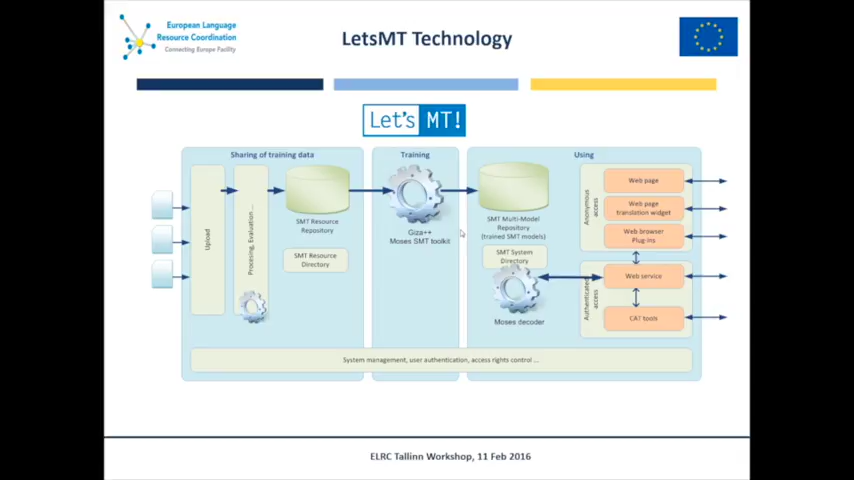 European Language
Resource Coordination
Connecting Europe Facility
LetsMT Technology
Let's MT!
Sharing of training data
Training
Using
Upload
Procesing, Evaluation ...
SMT Resource
Repository
SMT Resource
Directory
Giza++
Moses SMT toolkit
SMT Multi-Model
Repository
(trained SMT models)
SMT System
Directory
Moses decoder
Anonymous
access
Web page
Web page
translation widget
Web browser
Plug-ins
Authenticated
access
Web service
CAT tools
System management, user authentication, access rights control ...
ELRC Tallinn Workshop, 11 Feb 2016